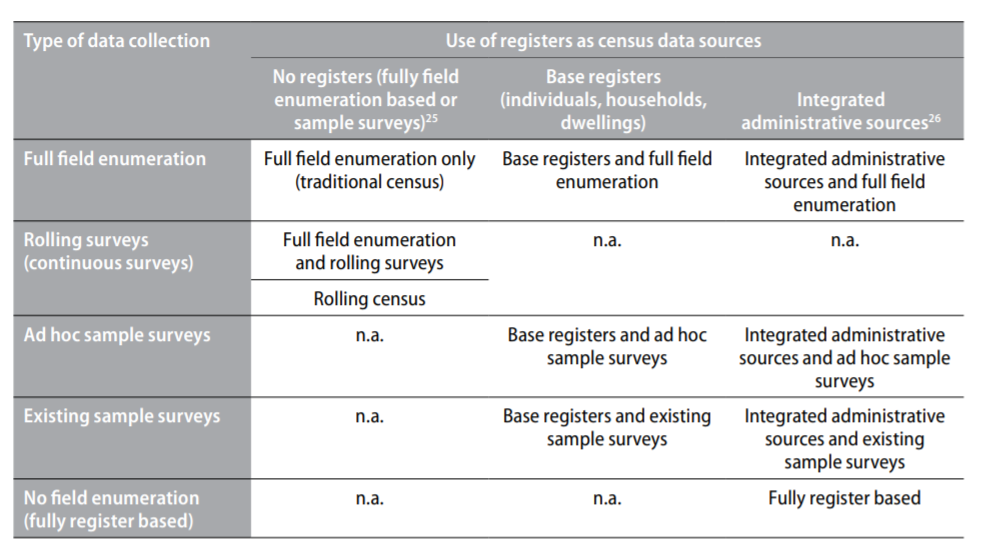 Type of data collection
Use of registers as census data sources
No registers (fully field
enumeration based or
sample surveys)25
Base registers
(individuals, households,
dwellings)
Integrated
administrative sources26
Full field enumeration
Full field enumeration only
(traditional census)
Base registers and full field
enumeration
Integrated administrative
sources and full field
enumeration
Rolling surveys
(continuous surveys)
Full field enumeration
and rolling surveys
Rolling census
n.a.
n.a.
Ad hoc sample surveys
n.a.
Base registers and ad hoc
sample surveys
Integrated administrative
sources and ad hoc sample
surveys
Existing sample surveys
n.a.
Base registers and existing
sample surveys
Integrated administrative
sources and existing
sample surveys
No field enumeration
(fully register based)
n.a.
n.a.
Fully register based